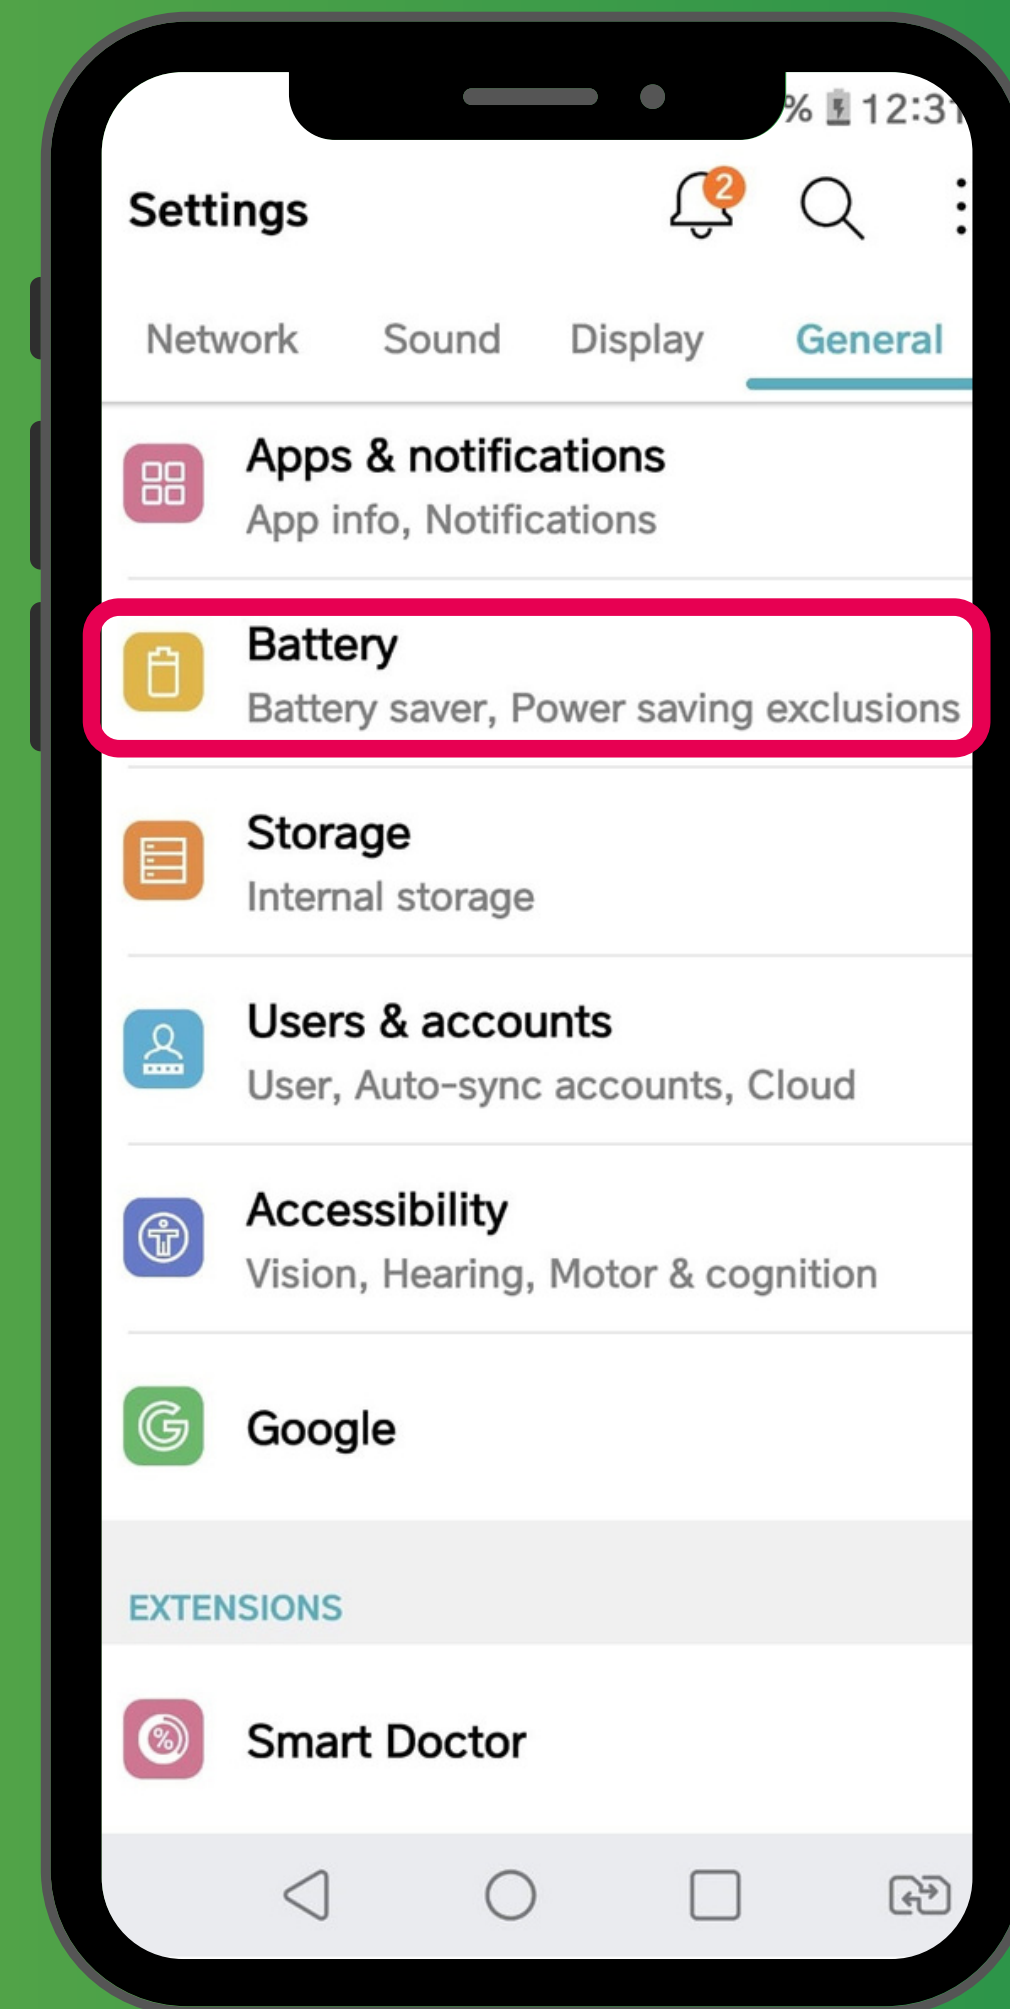 % 12:31
Settings
2
Network Sound Display General
Apps & notifications
App info, Notifications
Battery
Battery saver, Power saving exclusions
Storage
Internal storage
Users & accounts
User, Auto-sync accounts, Cloud
Accessibility
Vision, Hearing, Motor & cognition
G
Google
EXTENSIONS
%
Smart Doctor